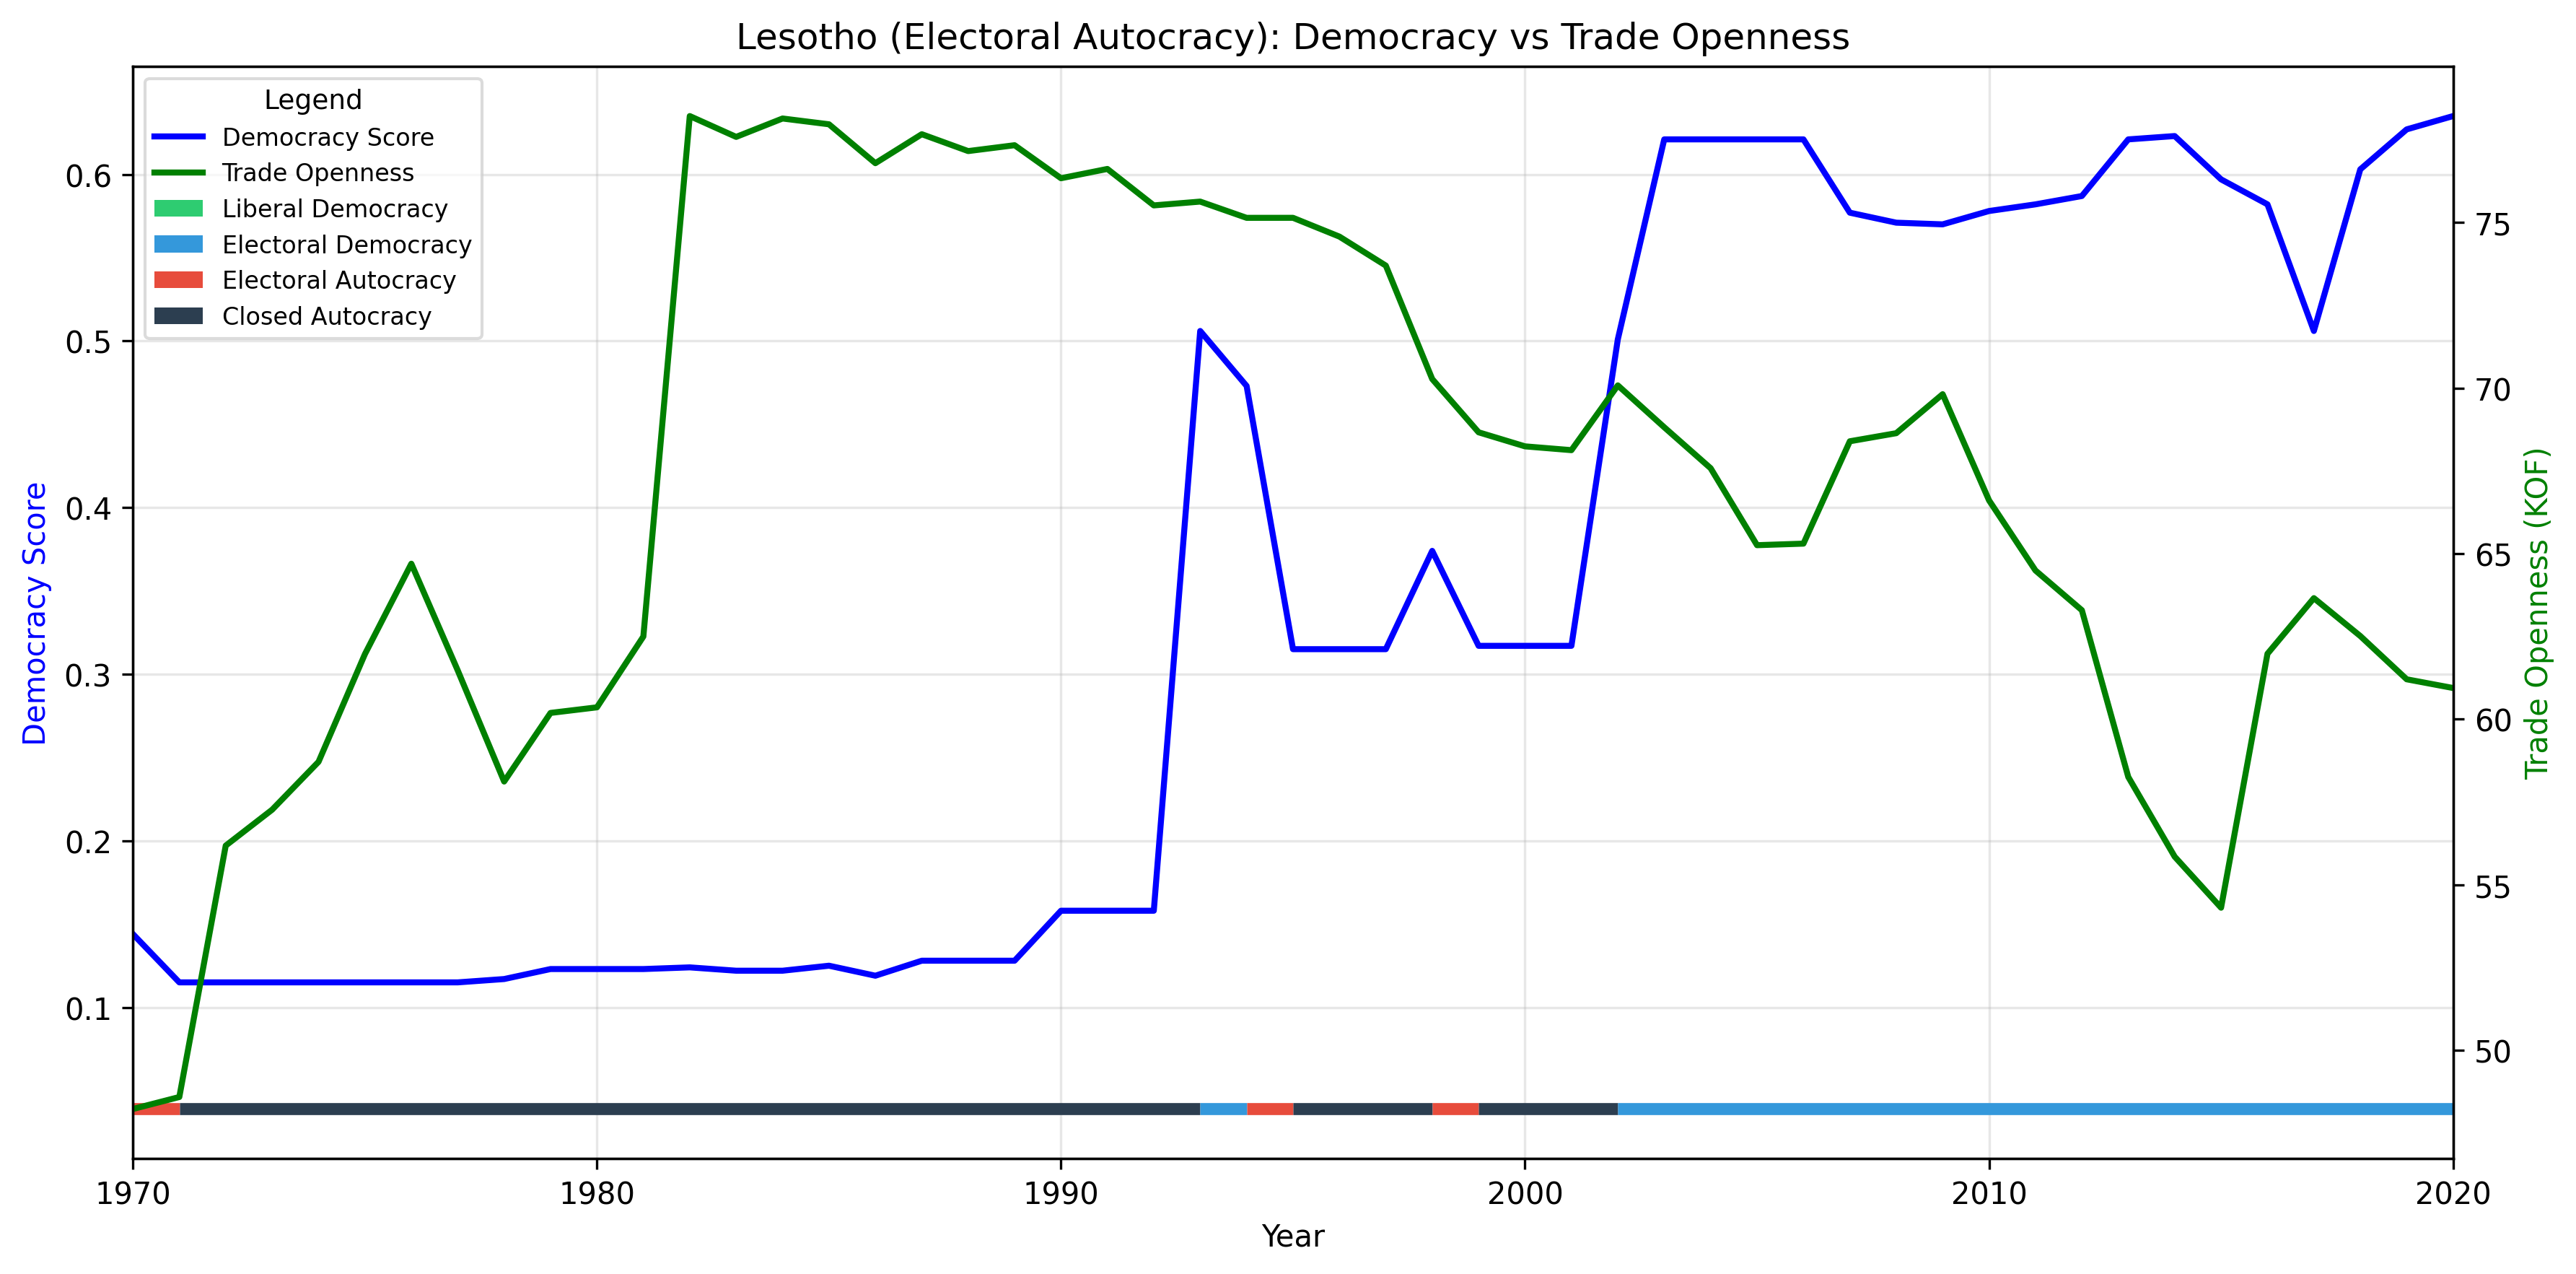 Lesotho (Electoral Autocracy): Democracy vs Trade Openness
Legend
Democracy Score
Trade Openness
Liberal Democracy
Electoral Democracy
Electoral Autocracy
Closed Autocracy
Democracy Score
0.6
0.5
0.4
0.3
0.2
0.1
75
70
65
60
55
50
Trade Openness (KOF)
1970 1980 1990 2000 2010 2020
Year